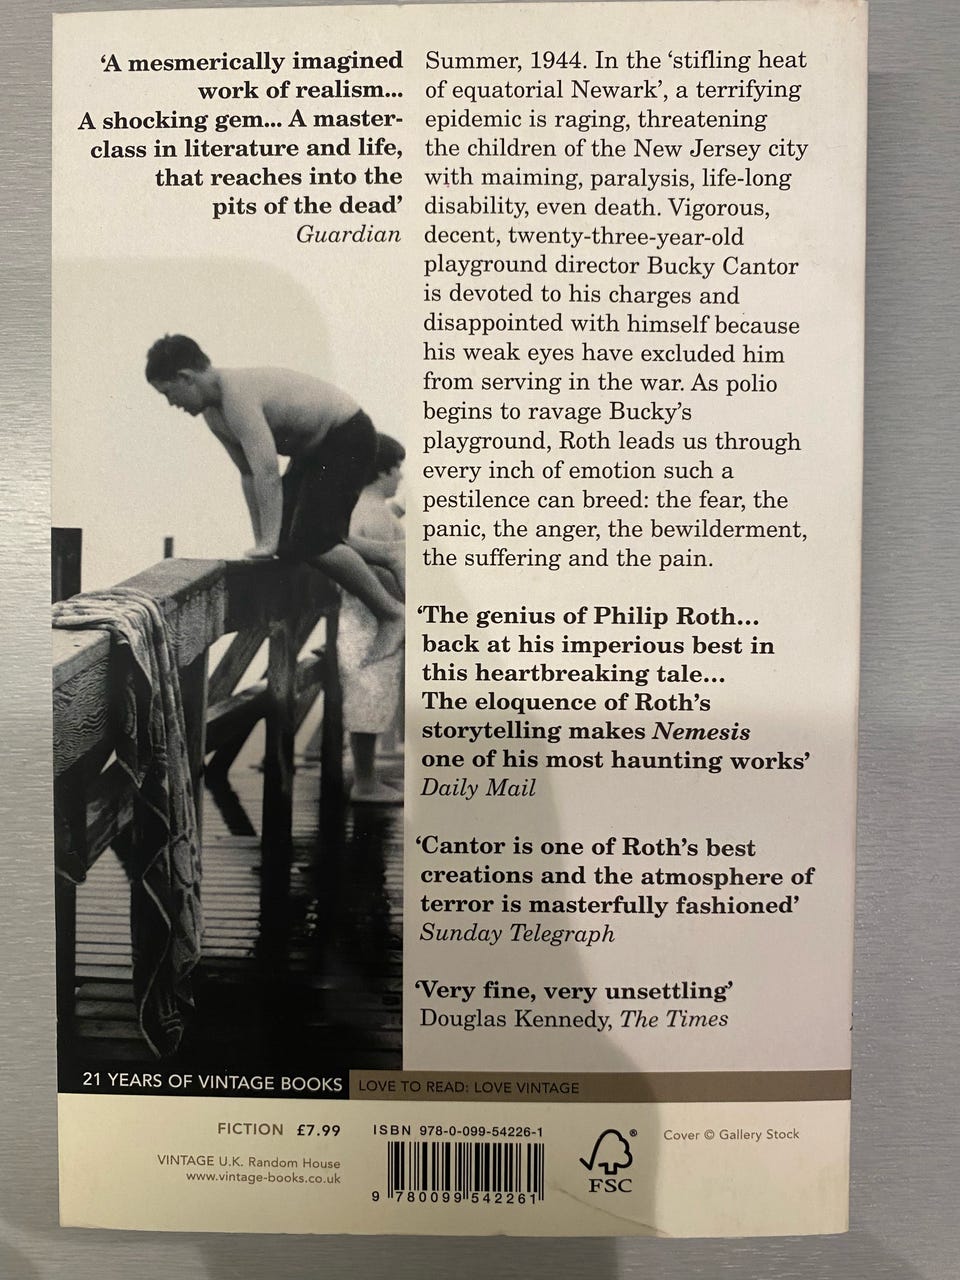 ‘A mesmerically imagined
work of realism...
A shocking gem... A master-
class in literature and life,
that reaches into the
pits of the dead’
Guardian
Summer, 1944. In the ‘stifling heat
of equatorial Newark’, a terrifying
epidemic is raging, threatening
the children of the New Jersey city
with maiming, paralysis, life-long
disability, even death. Vigorous,
decent, twenty-three-year-old
playground director Bucky Cantor
is devoted to his charges and
disappointed with himself because
his weak eyes have excluded him
from serving in the war. As polio
begins to ravage Bucky’s
playground, Roth leads us through
every inch of emotion such a
pestilence can breed: the fear, the
panic, the anger, the bewilderment,
the suffering and the pain.
‘The genius of Philip Roth...
back at his imperious best in
this heartbreaking tale...
The eloquence of Roth’s
storytelling makes Nemesis
one of his most haunting works’
Daily Mail
‘Cantor is one of Roth’s best
creations and the atmosphere of
terror is masterfully fashioned’
Sunday Telegraph
‘Very fine, very unsettling’
Douglas Kennedy, The Times
21 YEARS OF VINTAGE BOOKS LOVE TO READ: LOVE VINTAGE
FICTION £7.99
VINTAGE U.K. Random House
www.vintage-books.co.uk
ISBN 978-0-099-54226-1
9 780099 542261
®
FSC
Cover © Gallery Stock